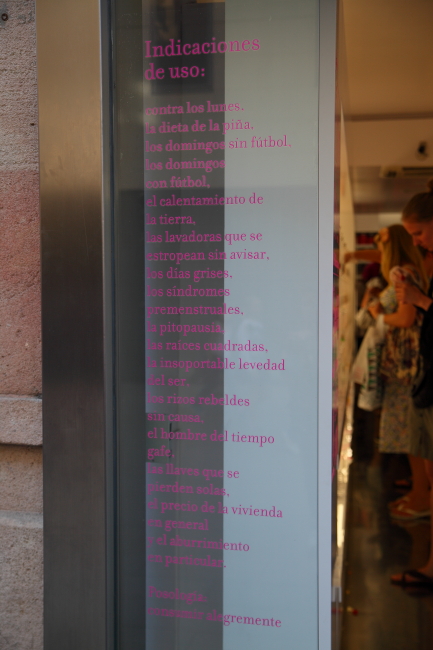 Indicaciones
de uso:
contra los lunes.
la dieta de la piña,
los domingos sin fútbol,
los domingos
con fútbol,
el calentamiento de
la tierra,
las lavadoras que se
estropean sin avisar,
los días grises,
los síndromes
premenstruales,
la pitopausia,
las raíces cuadradas,
la insoportable levedad
del ser,
los rizos rebeldes
sin causa,
el hombre del tiempo
gafe,
las llaves que se
pierden solas,
el precio de la vivienda
en general
y el aburrimiento
en particular.
Posología:
consumir alegremente